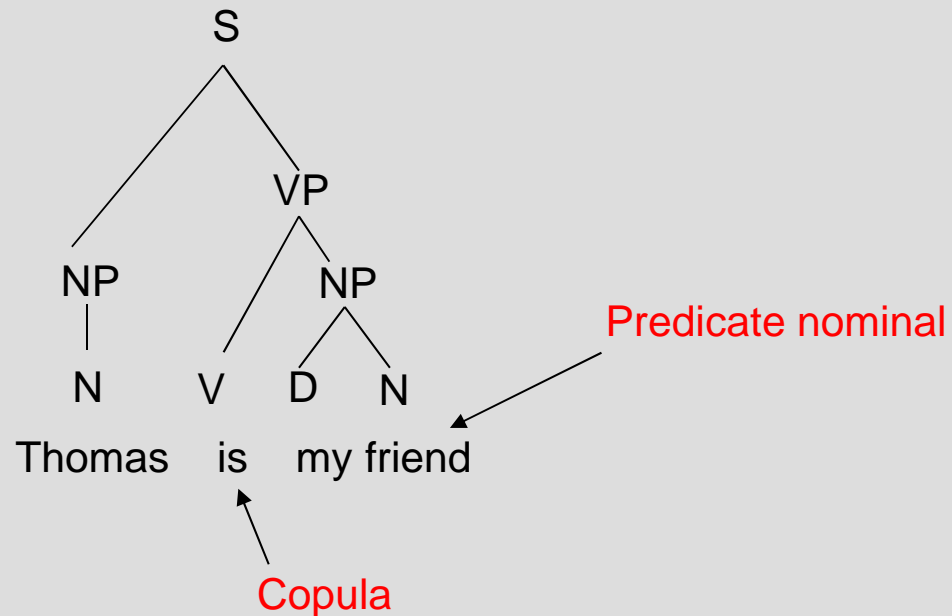 S
VP
NP NP
Predicate nominal
N V D N
Thomas is my friend
Copula